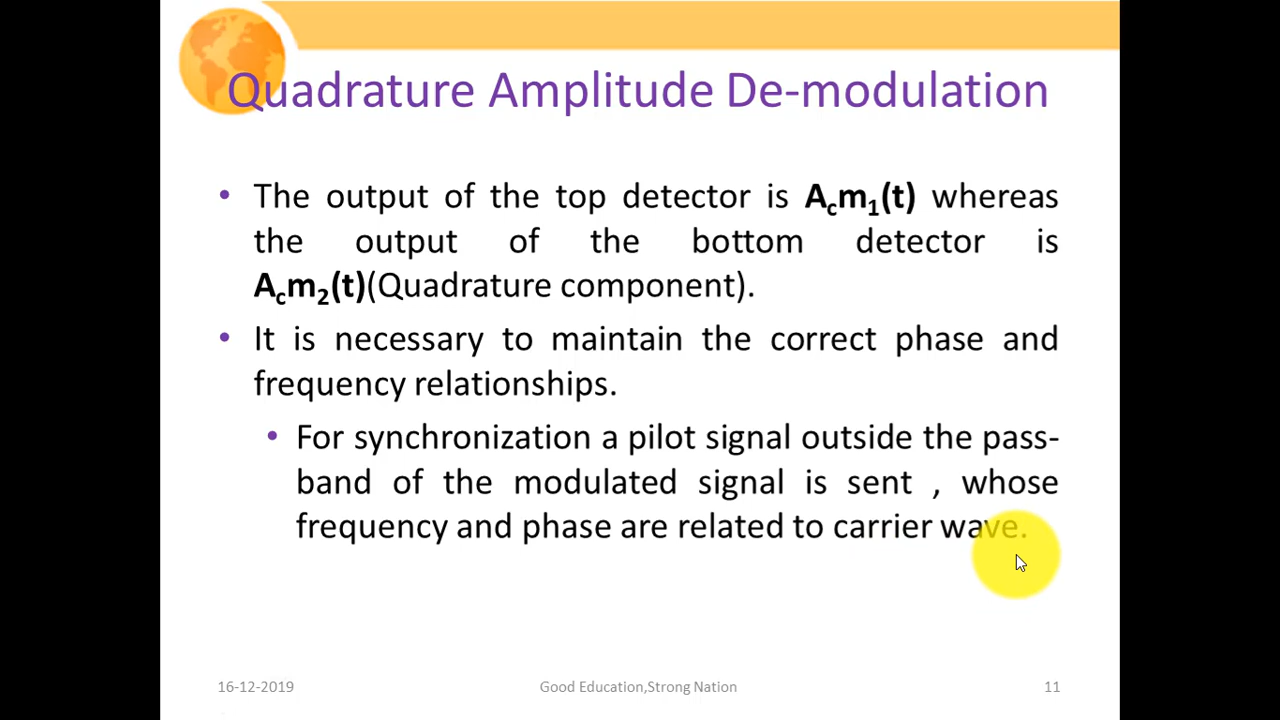 Quadrature Amplitude De-modulation
• The output of the top detector is Acm1(t) whereas
the output of the bottom detector is
Acm2(t)(Quadrature component).
• It is necessary to maintain the correct phase and
frequency relationships.
• For synchronization a pilot signal outside the pass-
band of the modulated signal is sent , whose
frequency and phase are related to carrier wave.
16-12-2019 Good Education,Strong Nation 11